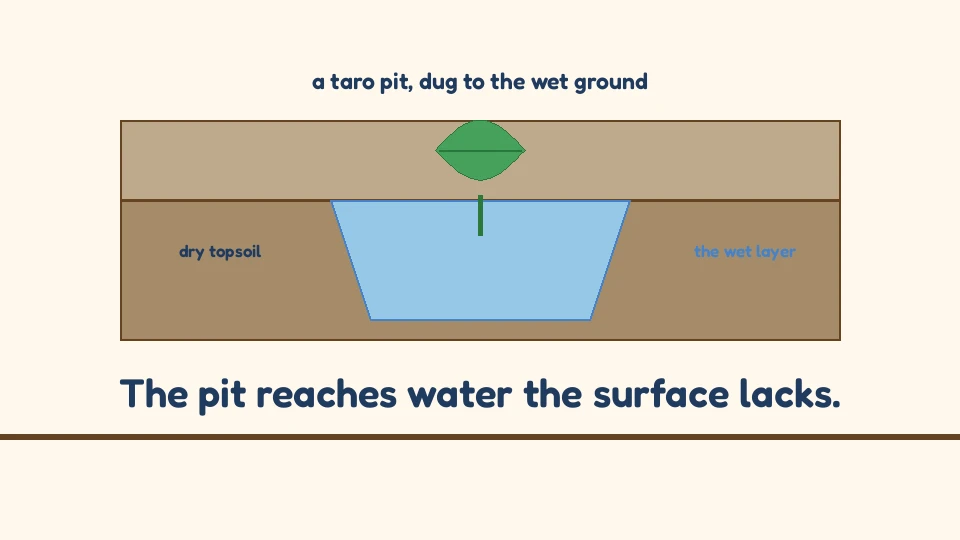 a taro pit, dug to the wet ground
dry topsoil
the wet layer
The pit reaches water the surface lacks.